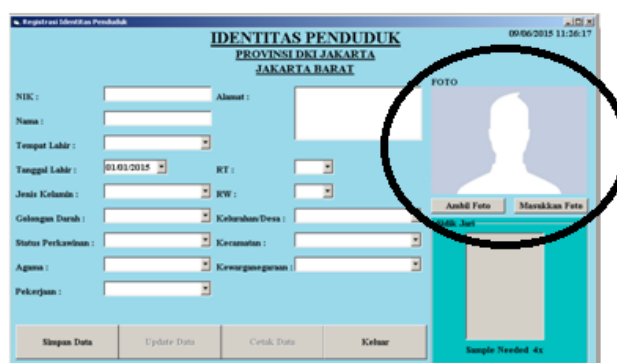 Registrasi Identitas Penduduk
IDENTITAS PENDUDUK
09/06/2015 11:26:17
PROVINSI DKI JAKARTA
JAKARTA BARAT
FOTO
NIK :
Alamat :
Nama :
Tempat Lahir :
Tanggal Lahir :
01/01/2015
RT :
Jenis Kelamin :
RW :
Ambil Foto
Masukkan Foto
Golongan Darah :
Kelurahan/Desa :
Jari
Status Perkawinan :
Kecamatan :
Agama :
Kewarganegaraan :
Pekerjaan :
Simpan Data
Update Data
Cetak Data
Keluar
Sample Needed 4x